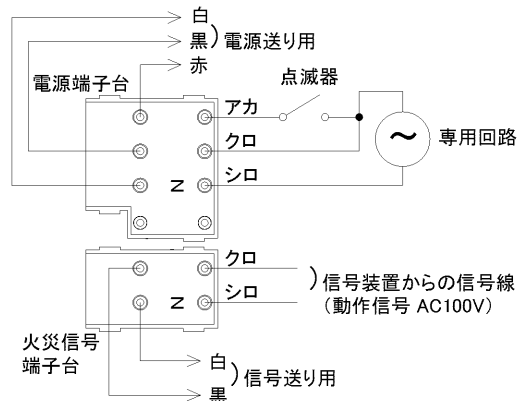 白
黒
電源送り用
赤
電源端子台
点滅器
アカ
クロ
シロ
専用回路
N
クロ
シロ
N
信号装置からの信号線
(動作信号 AC100V)
火災信号
端子台
白
黒
信号送り用